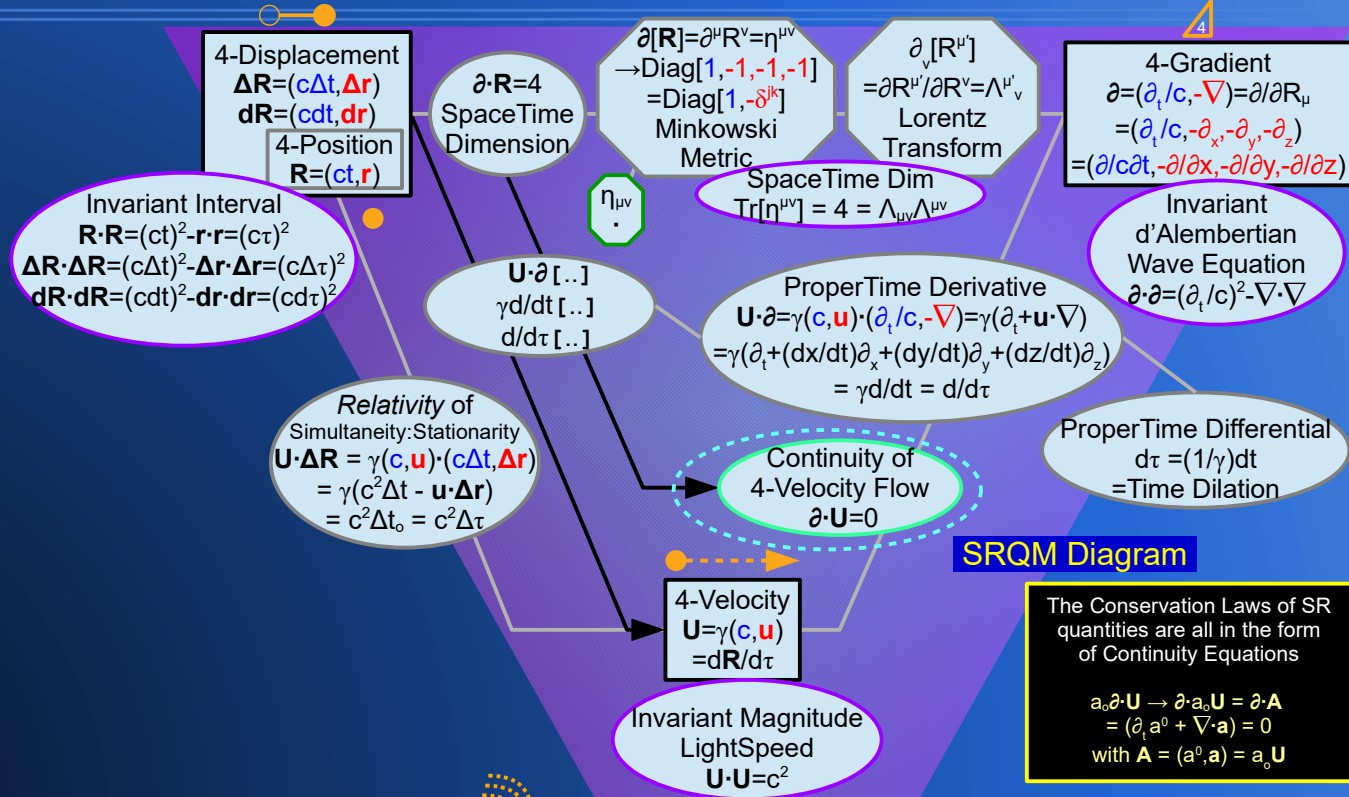 4-Displacement
ΔR=(cΔt,Δr)
dR=(cdt,dr)
4-Position
R=(ct,r)
Invariant Interval
R·R=(ct)²-r·r=(cτ)²
ΔR·ΔR=(cΔt)²-Δr·Δr=(cΔτ)²
dR·dR=(cdt)²-dr·dr=(cdτ)²
∂·R=4
SpaceTime
Dimension
∂[R]=∂^μR^ν=η^μν
→Diag[1,-1,-1,-1]
=Diag[1,-δ^jk]
Minkowski
Metric
η_μν
·
∂_ν[R^μ']
=∂R^μ'/∂R^ν=Λ^μ'_ν
Lorentz
Transform
SpaceTime Dim
Tr[η^μν] = 4 = Λ_μνΛ^μν
4
4-Gradient
∂=(∂_t/c,-∇)=∂/∂R_μ
=(∂_t/c,-∂_x,-∂_y,-∂_z)
=(∂/c∂t,-∂/∂x,-∂/∂y,-∂/∂z)
Invariant
d'Alembertian
Wave Equation
∂·∂=(∂_t/c)²-∇·∇
U·∂[..]
γd/dt[..]
d/dτ[..]
ProperTime Derivative
U·∂=γ(c,u)·(∂_t/c,-∇)=γ(∂_t+u·∇)
=γ(∂_t+(dx/dt)∂_x+(dy/dt)∂_y+(dz/dt)∂_z)
= γd/dt = d/dτ
Relativity of
Simultaneity:Stationarity
U·ΔR = γ(c,u)·(cΔt,Δr)
= γ(c²Δt - u·Δr)
= c²Δt_o = c²Δτ
ProperTime Differential
dτ =(1/γ)dt
=Time Dilation
Continuity of
4-Velocity Flow
∂·U=0
SRQM Diagram
4-Velocity
U=γ(c,u)
=dR/dτ
Invariant Magnitude
LightSpeed
U·U=c²
The Conservation Laws of SR
quantities are all in the form
of Continuity Equations
a_o∂·U → ∂·a_oU = ∂·A
= (∂_t a⁰ + ∇·a) = 0
with A = (a⁰,a) = a_oU